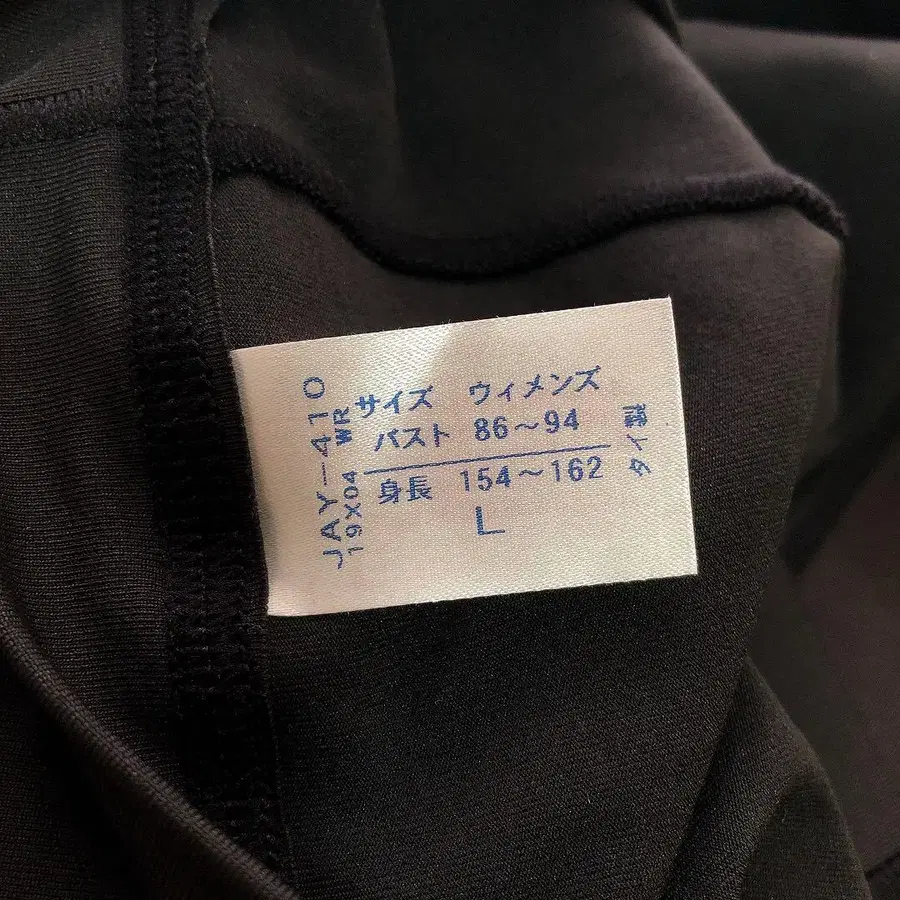 サイズ ウィメンズ
バスト 86～94
身長 154～162
L
JAY-410
19X04 WR
タイ製